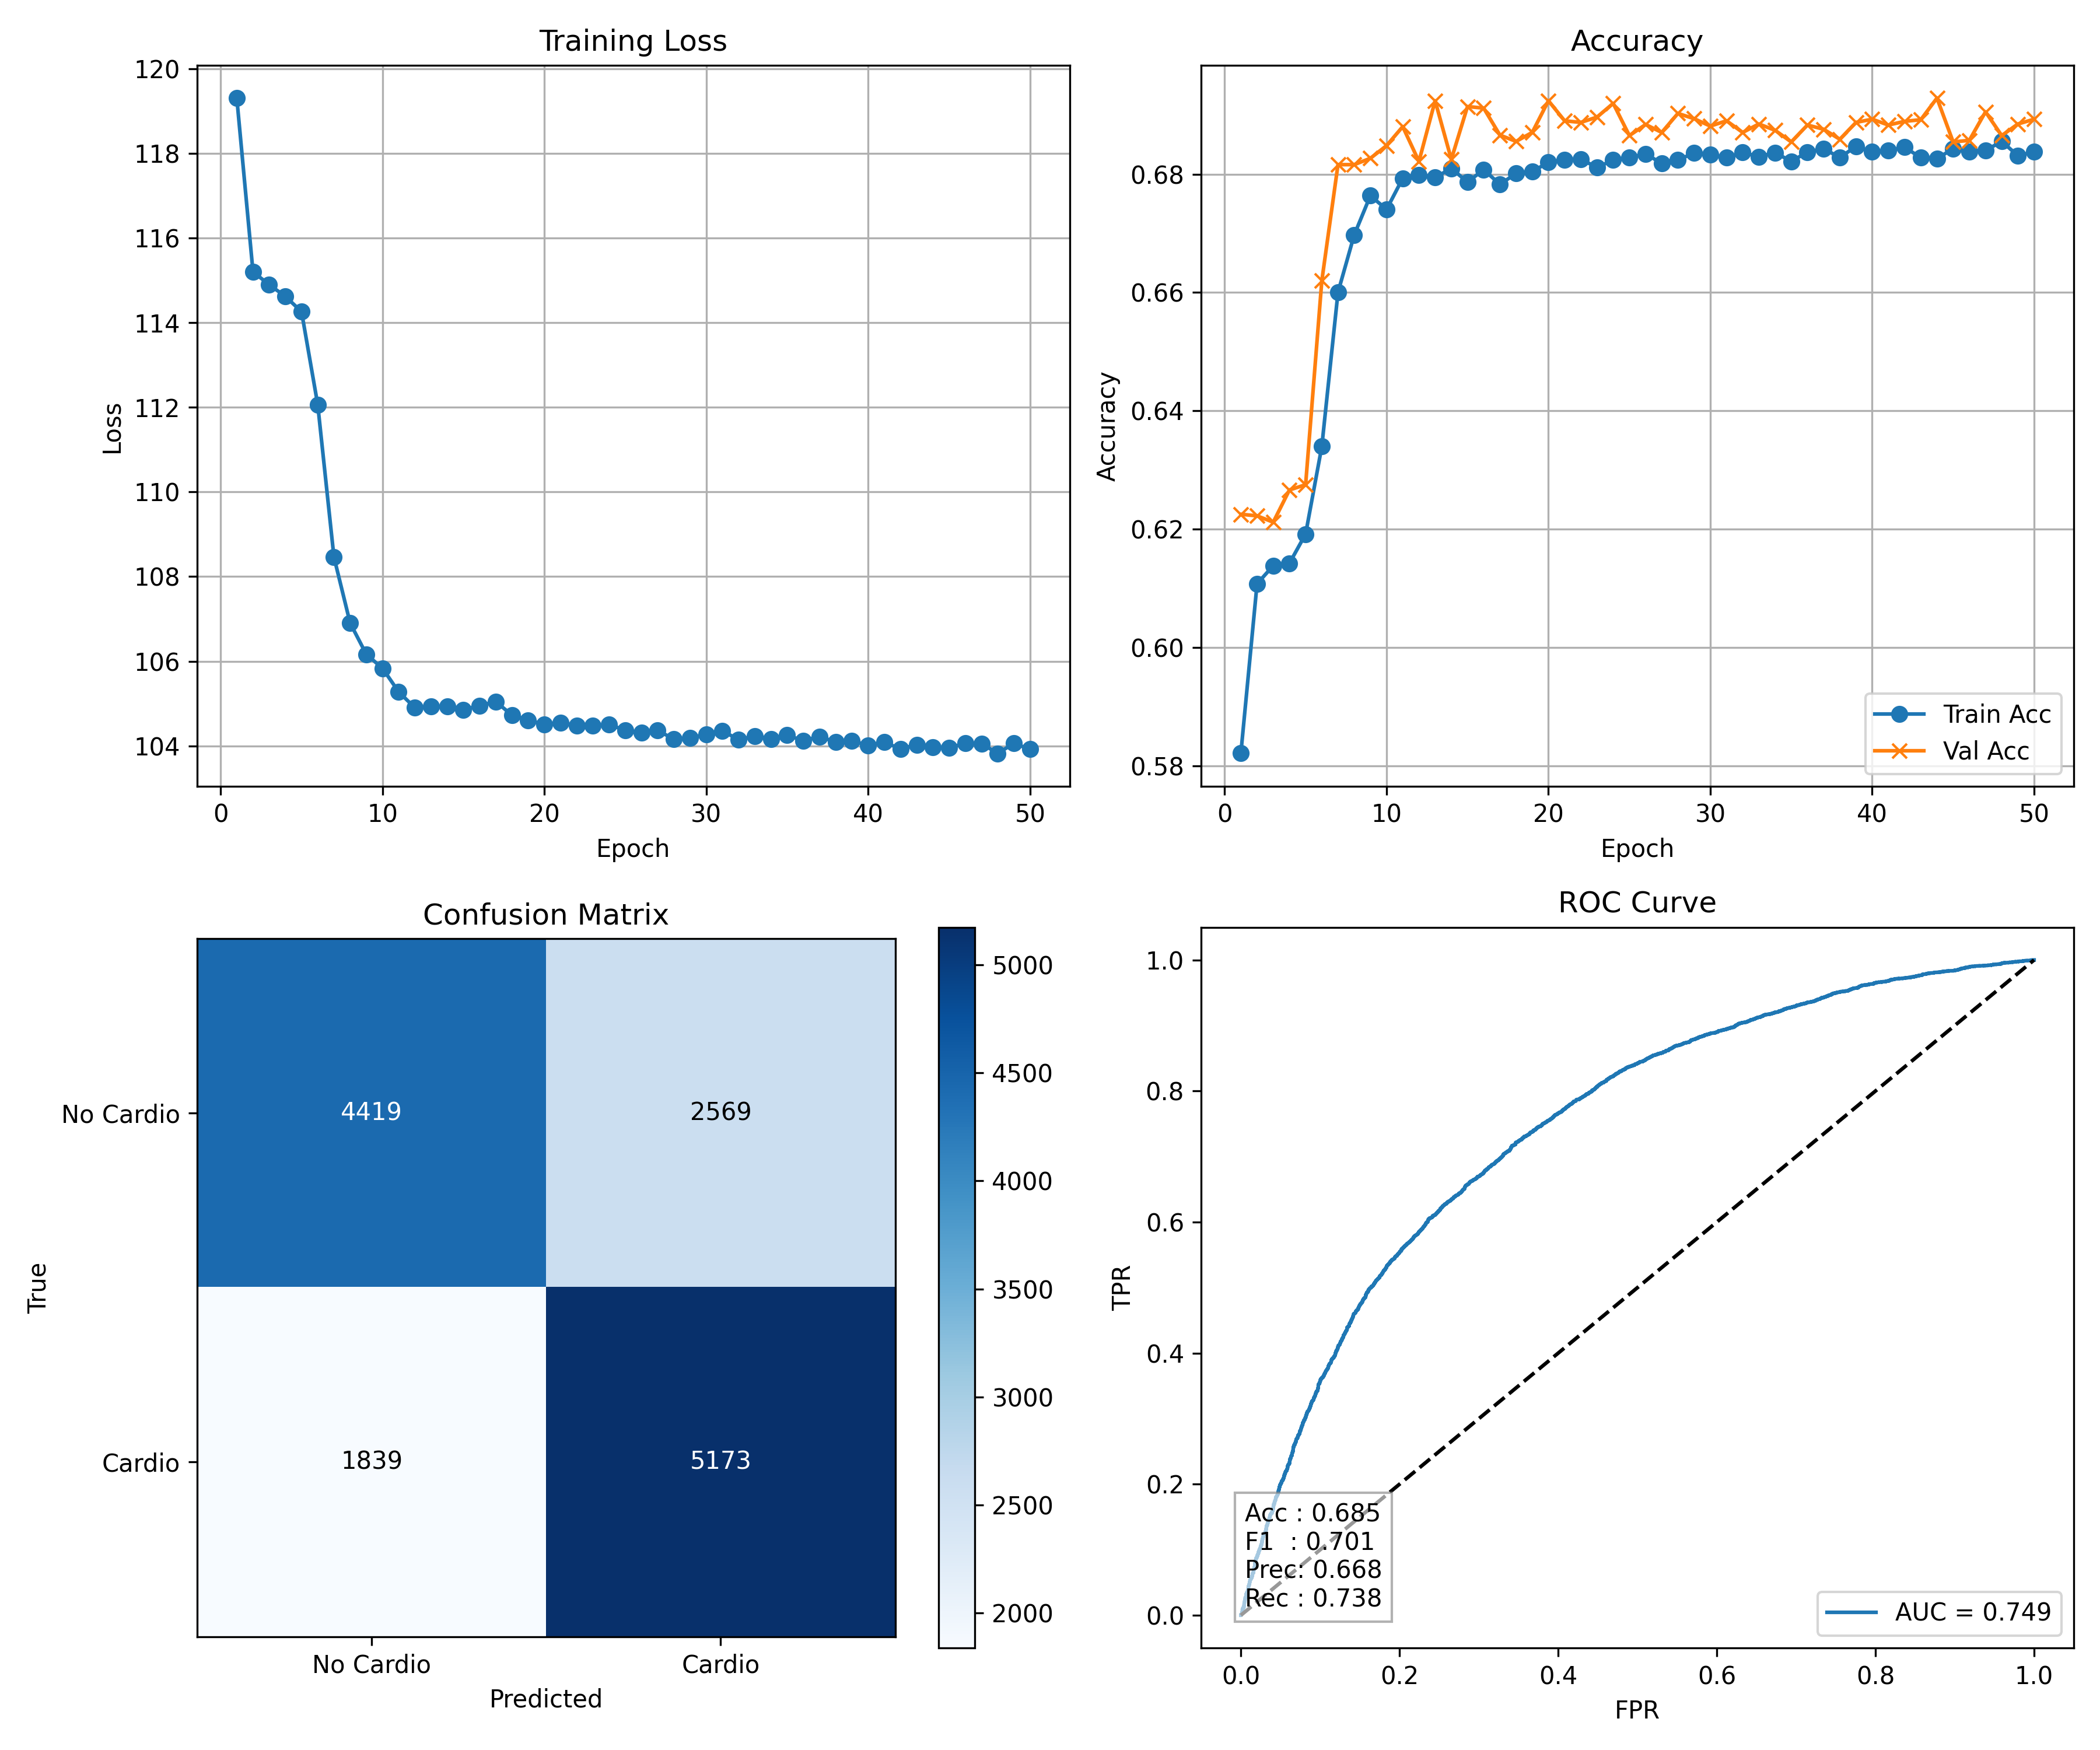 Training Loss
120
118
116
114
112
110
108
106
104
Loss
0 10 20 30 40 50
Epoch
Accuracy
0.68
0.66
0.64
0.62
0.60
0.58
Accuracy
Train Acc
Val Acc
0 10 20 30 40 50
Epoch
Confusion Matrix
No Cardio
Cardio
True
4419 2569
1839 5173
No Cardio Cardio
Predicted
5000
4500
4000
3500
3000
2500
2000
ROC Curve
1.0
0.8
0.6
0.4
0.2
0.0
TPR
Acc : 0.685
F1  : 0.701
Prec: 0.668
Rec : 0.738
AUC = 0.749
0.0 0.2 0.4 0.6 0.8 1.0
FPR